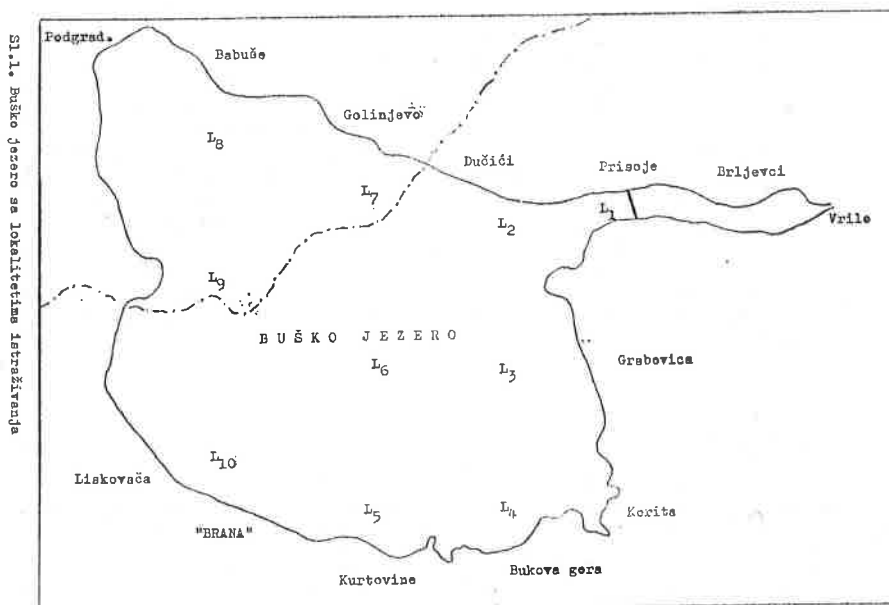 Sl.1. Buško jezero sa lokalitetima istraživanja
Podgrad.
Babuše
Golinjevo
L8
Dučići
Prisoje
Brljevci
L7
L1
L2
Vrilo
L9
BUŠKO JEZERO
L6
L3
Grabovica
L10
Liskovača
L5
L4
Korita
"BRANA"
Kurtovine
Bukova gora